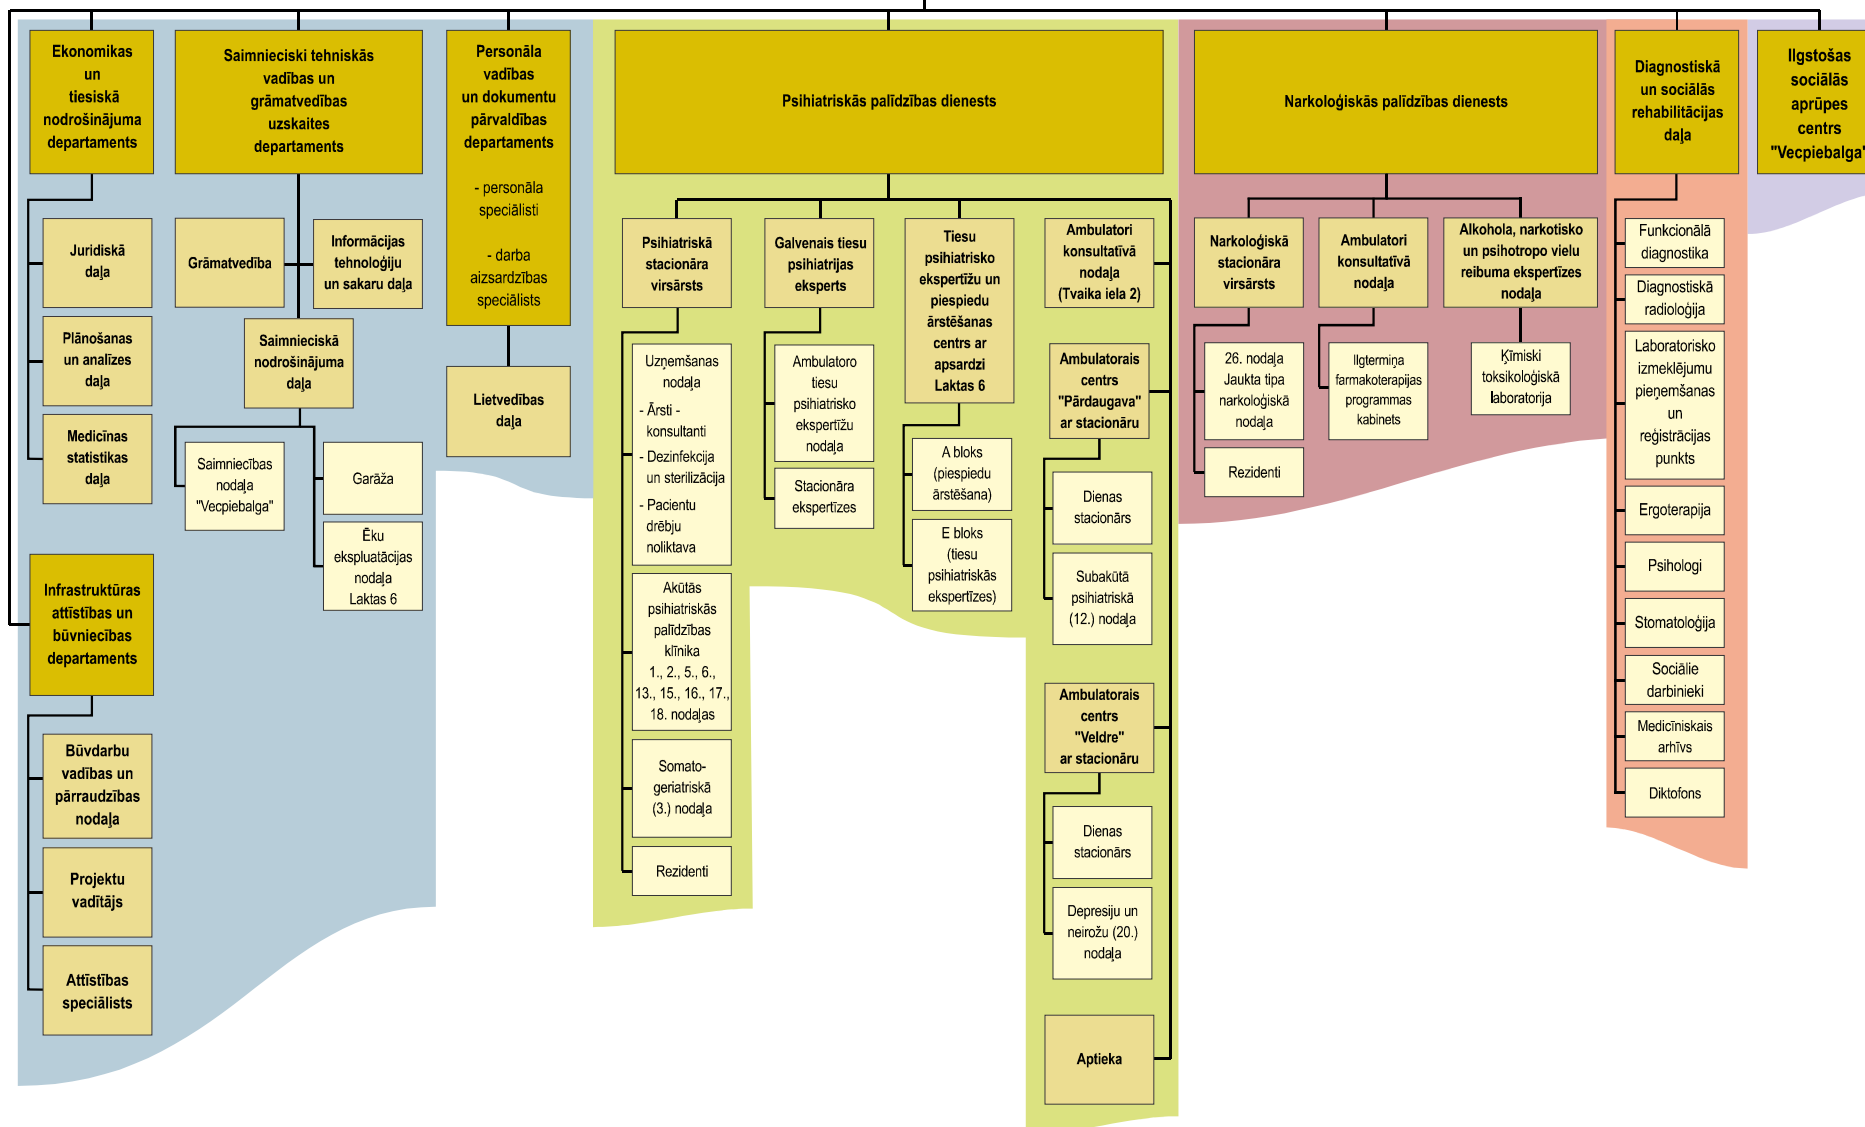 Ekonomikas
un
tiesiskā
nodrošinājuma
departaments
Juridiskā
daļa
Plānošanas
un analīzes
daļa
Medicīnas
statistikas
daļa
Infrastruktūras
attīstības un
būvniecības
departaments
Būvdarbu
vadības un
pārraudzības
nodaļa
Projektu
vadītājs
Attīstības
speciālists
Saimnieciski tehniskās
vadības un
grāmatvedības
uzskaites
departaments
Grāmatvedība
Informācijas
tehnoloģiju
un sakaru daļa
Saimnieciskā
nodrošinājuma
daļa
Saimniecības
nodaļa
"Vecpiebalga"
Garāža
Ēku
ekspluatācijas
nodaļa
Laktas 6
Personāla
vadības
un dokumentu
pārvaldības
departaments
- personāla
speciālisti
- darba
aizsardzības
speciālists
Lietvedības
daļa
Psihiatriskās palīdzības dienests
Psihiatriskā
stacionāra
virsārsts
Uzņemšanas
nodaļa
- Ārsti -
konsultanti
- Dezinfekcija
un sterilizācija
- Pacientu
drēbju
noliktava
Akūtās
psihiatriskās
palīdzības
klīnika
1., 2., 5., 6.,
13., 15., 16., 17.,
18. nodaļas
Somato-
geriatriskā
(3.) nodaļa
Rezidenti
Galvenais tiesu
psihiatrijas
eksperts
Ambulatoro
tiesu
psihiatrisko
ekspertīžu
nodaļa
Stacionāra
ekspertīzes
Tiesu
psihiatrisko
ekspertīžu un
piespiedu
ārstēšanas
centrs ar
apsardzi
Laktas 6
A bloks
(piespiedu
ārstēšana)
E bloks
(tiesu
psihiatriskās
ekspertīzes)
Ambulatori
konsultatīvā
nodaļa
(Tvaika iela 2)
Ambulatorais
centrs
"Pārdaugava"
ar stacionāru
Dienas
stacionārs
Subakūtā
psihiatriskā
(12.) nodaļa
Ambulatorais
centrs
"Veldre"
ar stacionāru
Dienas
stacionārs
Depresiju un
neirožu (20.)
nodaļa
Aptieka
Narkoloģiskās palīdzības dienests
Narkoloģiskā
stacionāra
virsārsts
26. nodaļa
Jaukta tipa
narkoloģiskā
nodaļa
Rezidenti
Ambulatori
konsultatīvā
nodaļa
Ilgtermiņa
farmakoterapijas
programmas
kabinets
Alkohola, narkotisko
un psihotropo vielu
reibuma ekspertīzes
nodaļa
Ķīmiski
toksikoloģiskā
laboratorija
Diagnostiskā
un sociālās
rehabilitācijas
daļa
Funkcionālā
diagnostika
Diagnostiskā
radioloģija
Laboratorisko
izmeklējumu
pieņemšanas
un
reģistrācijas
punkts
Ergoterapija
Psihologi
Stomatoloģija
Sociālie
darbinieki
Medicīniskais
arhīvs
Diktofons
Ilgstošas
sociālās
aprūpes
centrs
"Vecpiebalga"